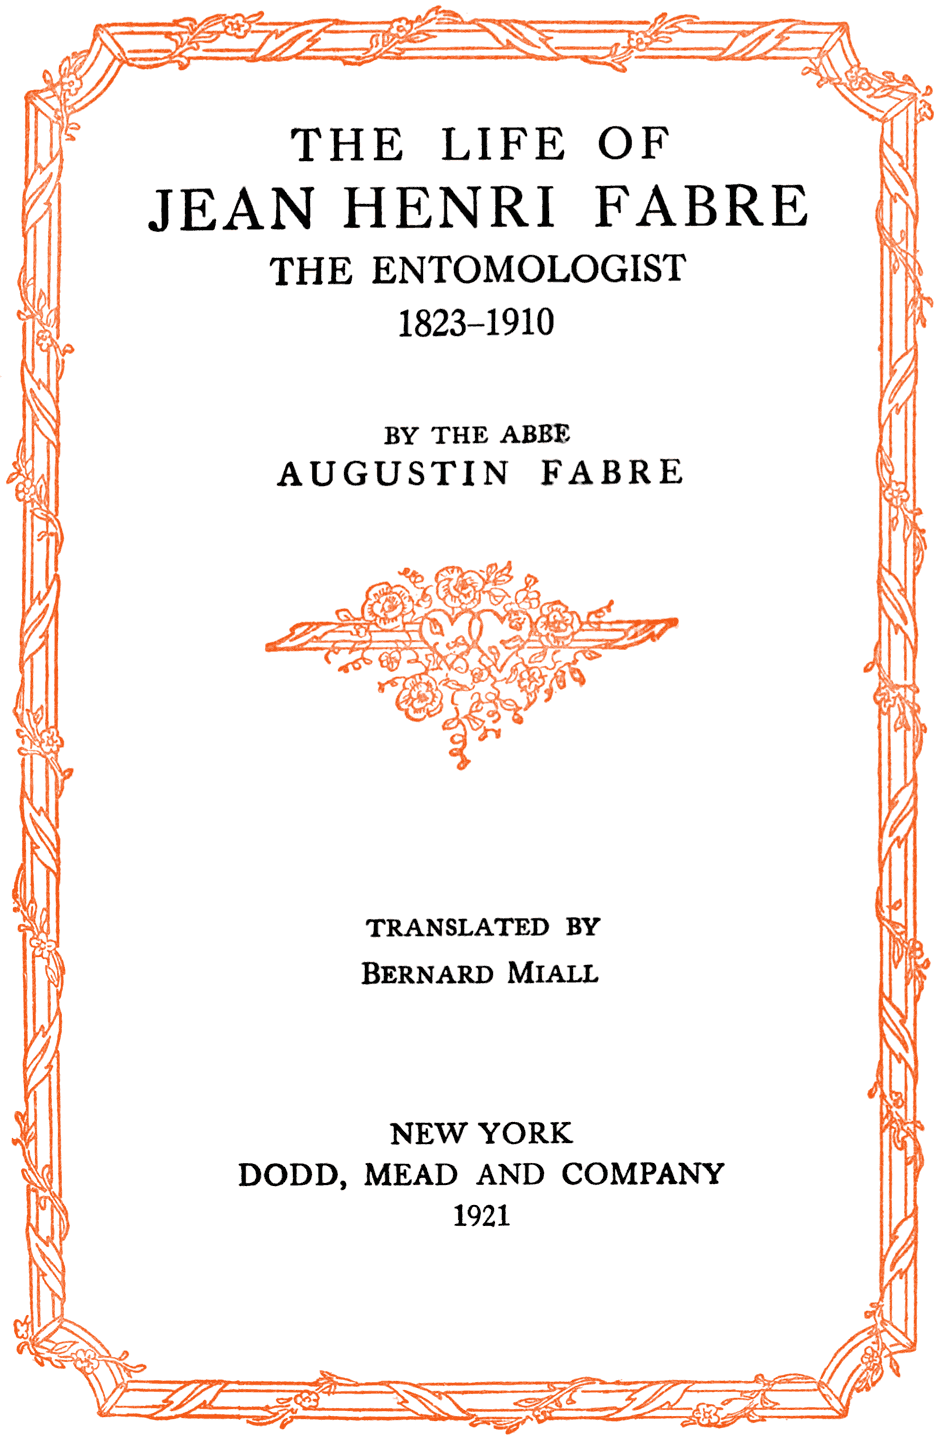 THE LIFE OF
JEAN HENRI FABRE
THE ENTOMOLOGIST
1823–1910
BY THE ABBE
AUGUSTIN FABRE
TRANSLATED BY
BERNARD MIALL
NEW YORK
DODD, MEAD AND COMPANY
1921